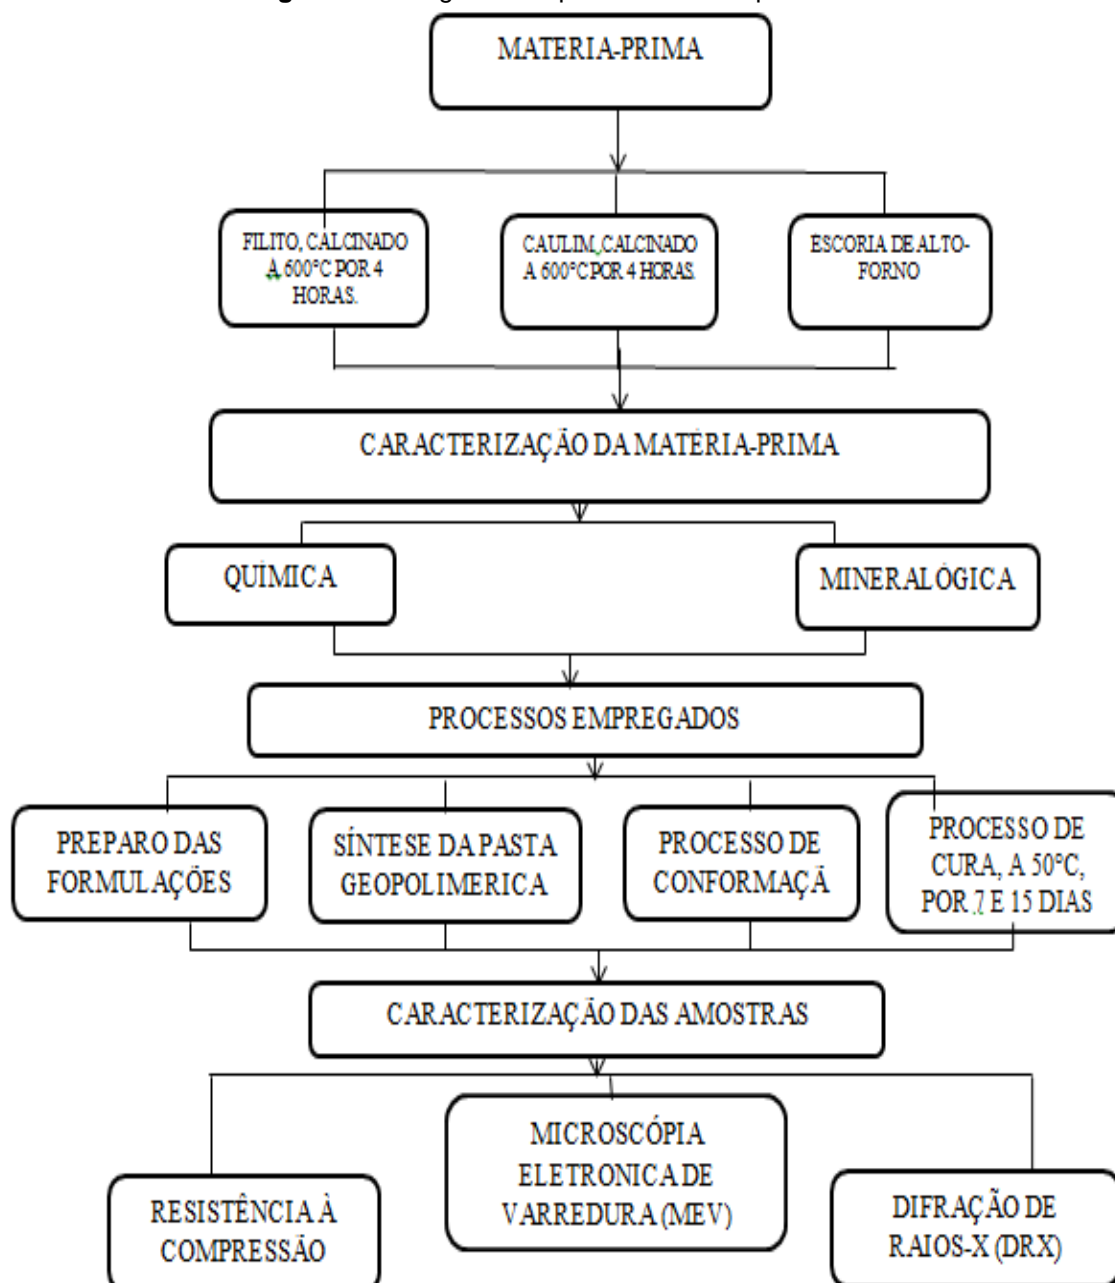 MATERIA-PRIMA
FILITO, CALCINADO
A 600°C POR 4
HORAS.
CAULIM, CALCINADO
A 600°C POR 4 HORAS.
ESCORIA DE ALTO-
FORNO
CARACTERIZAÇÃO DA MATÉRIA-PRIMA
QUÍMICA
MINERALÓGICA
PROCESSOS EMPREGADOS
PREPARO DAS
FORMULAÇÕES
SÍNTESE DA PASTA
GEOPOLIMERICA
PROCESSO DE
CONFORMAÇÃ
PROCESSO DE
CURA, A 50°C,
POR 7 E 15 DIAS
CARACTERIZAÇÃO DAS AMOSTRAS
RESISTÊNCIA À
COMPRESSÃO
MICROSCÓPIA
ELETRONICA DE
VARREDURA (MEV)
DIFRAÇÃO DE
RAIOS-X (DRX)